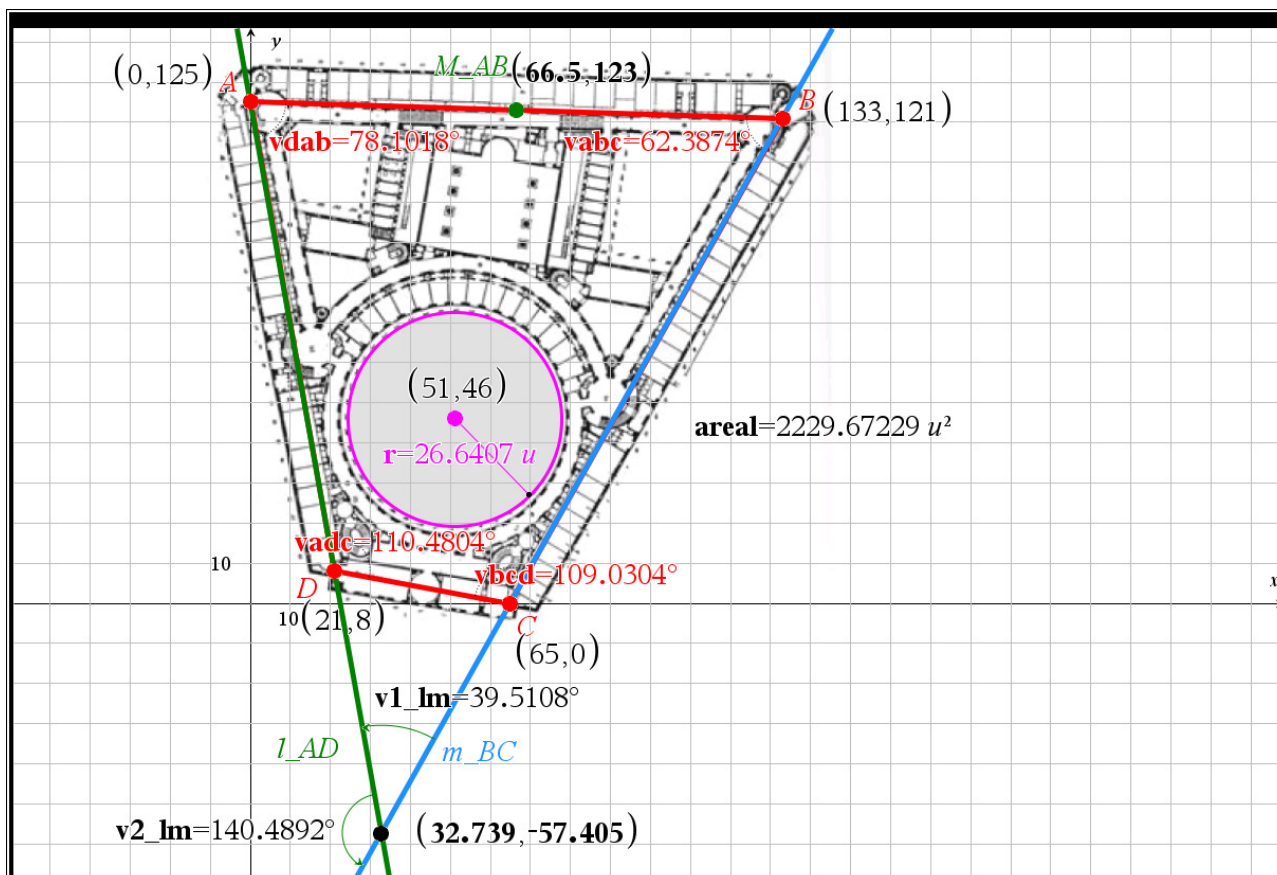 y
(0,125)
A
M_AB(66.5,123)
B
(133,121)
vdab=78.1018°
vabc=62.3874°
(51,46)
areal=2229.67229 u²
r=26.6407 u
vadc=110.4804°
10
vbcd=109.0304°
x
D
10
(21,8)
C
(65,0)
v1_lm=39.5108°
l_AD
m_BC
v2_lm=140.4892°
(32.739,-57.405)